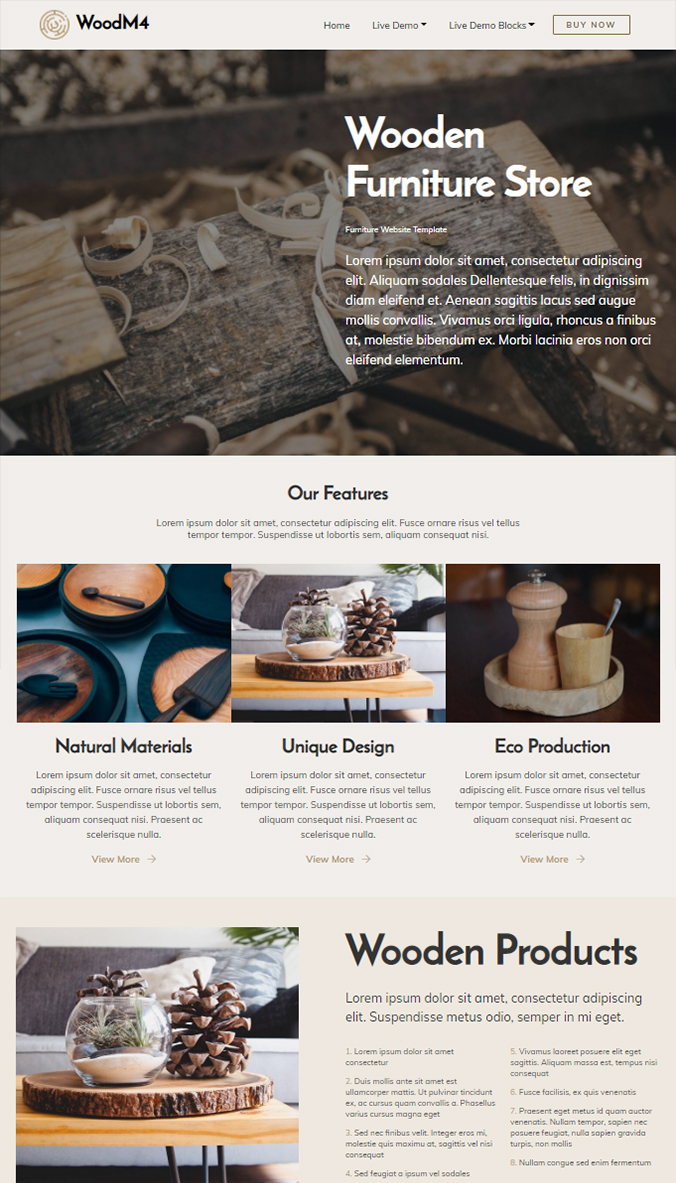 WoodM4
Home Live Demo Live Demo Blocks BUY NOW
Wooden
Furniture Store
Furniture Website Template
Lorem ipsum dolor sit amet, consectetur adipiscing
elit. Aliquam sodales Dellentesque felis, in dignissim
diam eleifend et. Aenean sagittis lacus sed augue
mollis convallis. Vivamus orci ligula, rhoncus a finibus
at, molestie bibendum ex. Morbi lacinia eros non orci
eleifend elementum.
Our Features
Lorem ipsum dolor sit amet, consectetur adipiscing elit. Fusce ornare risus vel tellus
tempor tempor. Suspendisse ut lobortis sem, aliquam consequat nisi.
Natural Materials
Lorem ipsum dolor sit amet, consectetur
adipiscing elit. Fusce ornare risus vel tellus
tempor tempor. Suspendisse ut lobortis sem,
aliquam consequat nisi. Praesent ac
scelerisque nulla.
View More
Unique Design
Lorem ipsum dolor sit amet, consectetur
adipiscing elit. Fusce ornare risus vel tellus
tempor tempor. Suspendisse ut lobortis sem,
aliquam consequat nisi. Praesent ac
scelerisque nulla.
View More
Eco Production
Lorem ipsum dolor sit amet, consectetur
adipiscing elit. Fusce ornare risus vel tellus
tempor tempor. Suspendisse ut lobortis sem,
aliquam consequat nisi. Praesent ac
scelerisque nulla.
View More
Wooden Products
Lorem ipsum dolor sit amet, consectetur adipiscing
elit. Suspendisse metus odio, semper in mi eget.
1. Lorem ipsum dolor sit amet
consectetur
2. Duis mollis ante sit amet est
ullamcorper mattis. Ut pulvinar tincidunt
ex, ac cursus quam convallis a. Phasellus
varius cursus magna eget
3. Sed nec finibus velit. Integer eros mi,
molestie quis maximu at, sagittis vel nisi
consequat
4. Sed feugiat a ipsum vel sodales
5. Vivamus laoreet posuere elit eget
sagittis. Aliquam massa est, tempus nisi
consequat
6. Fusce facilisis, ex quis venenatis
7. Praesent eget metus id quam auctor
venenatis. Nullam tempor, sapien nec
posuere feugiat, nulla sapien gravida
turpis, non mollis
8. Nullam congue sed enim fermentum